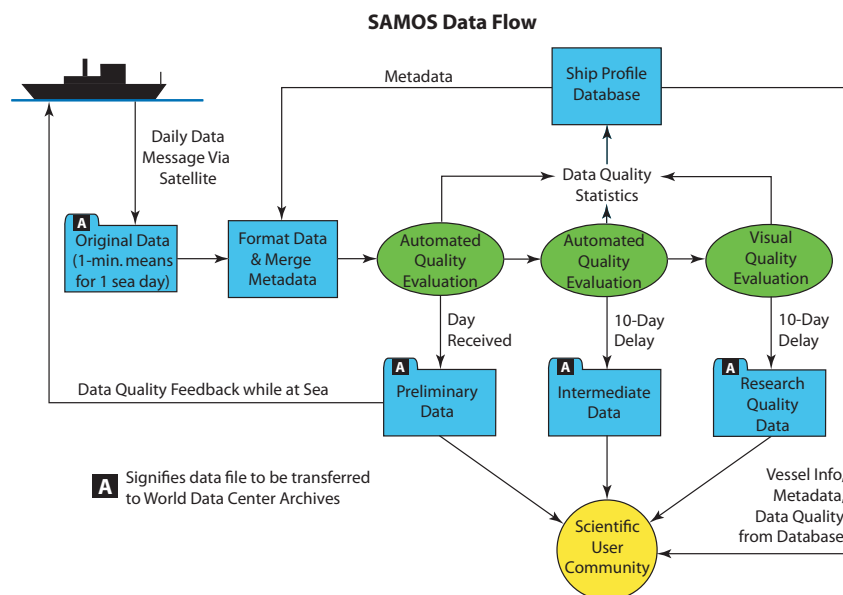 SAMOS Data Flow
Metadata
Ship Profile
Database
Daily Data
Message Via
Satellite
Data Quality
Statistics
A
Original Data
(1-min. means
for 1 sea day)
Format Data
& Merge
Metadata
Automated
Quality
Evaluation
Automated
Quality
Evaluation
Visual
Quality
Evaluation
Day
Received
10-Day
Delay
10-Day
Delay
Data Quality Feedback while at Sea
A
Preliminary
Data
A
Intermediate
Data
A
Research
Quality
Data
A
Signifies data file to be transferred
to World Data Center Archives
Scientific
User
Community
Vessel Info,
Metadata,
Data Quality
from Database